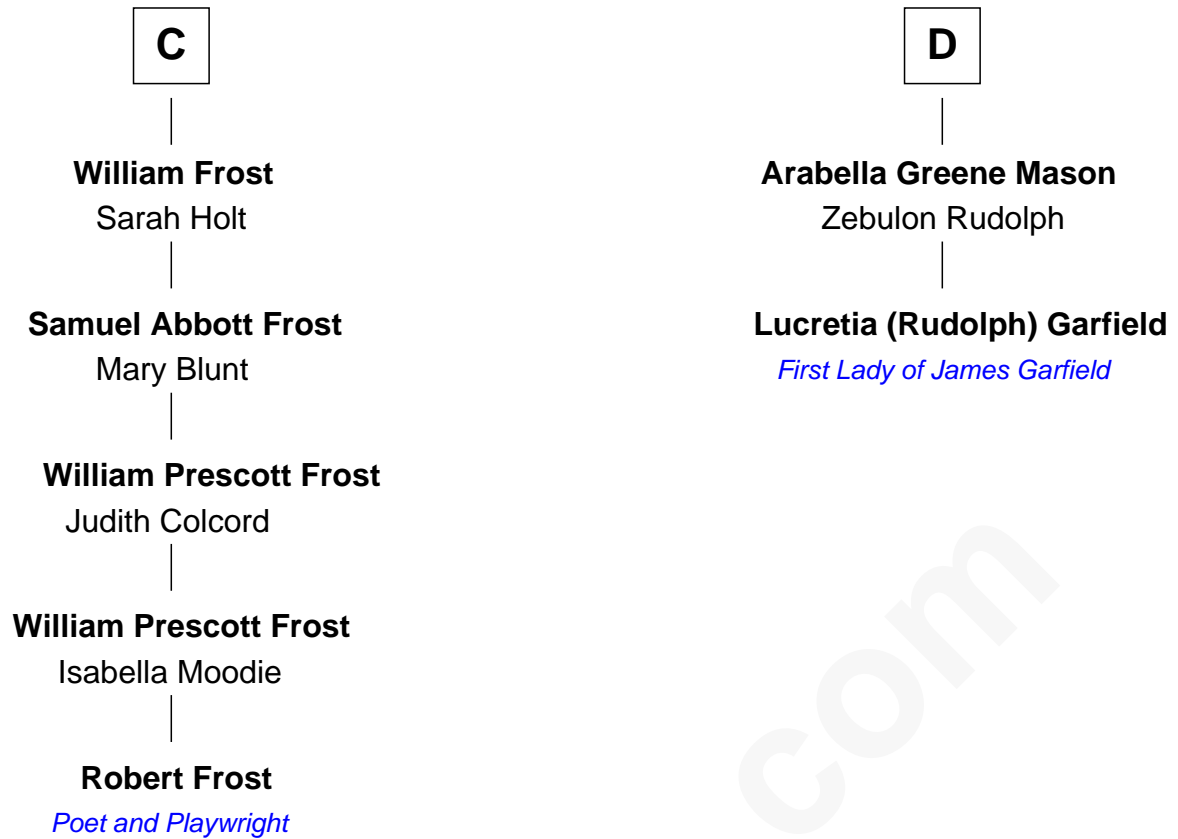 C
William Frost
Sarah Holt
Samuel Abbott Frost
Mary Blunt
William Prescott Frost
Judith Colcord
William Prescott Frost
Isabella Moodie
Robert Frost
Poet and Playwright
D
Arabella Greene Mason
Zebulon Rudolph
Lucretia (Rudolph) Garfield
First Lady of James Garfield
com